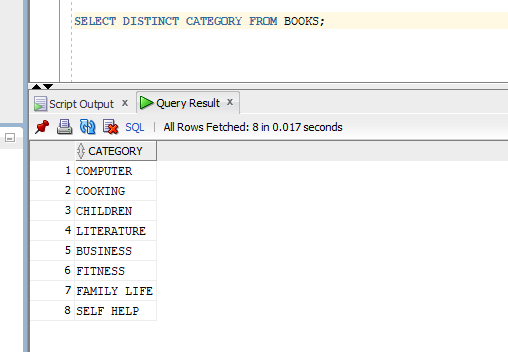 SELECT DISTINCT CATEGORY FROM BOOKS;
Script Output x Query Result x
SQL | All Rows Fetched: 8 in 0.017 seconds
CATEGORY
1 COMPUTER
2 COOKING
3 CHILDREN
4 LITERATURE
5 BUSINESS
6 FITNESS
7 FAMILY LIFE
8 SELF HELP